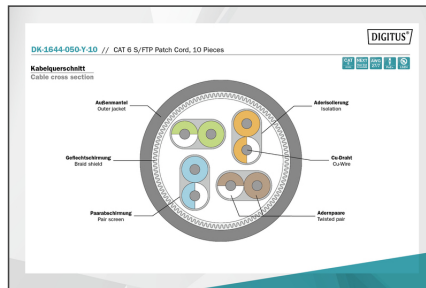 DIGITUS®
DK-1644-050-Y-10 // CAT 6 S/FTP Patch Cord, 10 Pieces
Kabelquerschnitt
Cable cross section
Außenmantel
Outer jacket
Aderisolierung
Isolation
Geflechtschirmung
Braid shield
Cu-Draht
Cu-Wire
Paarabschirmung
Pair screen
Adernpaare
Twisted pair